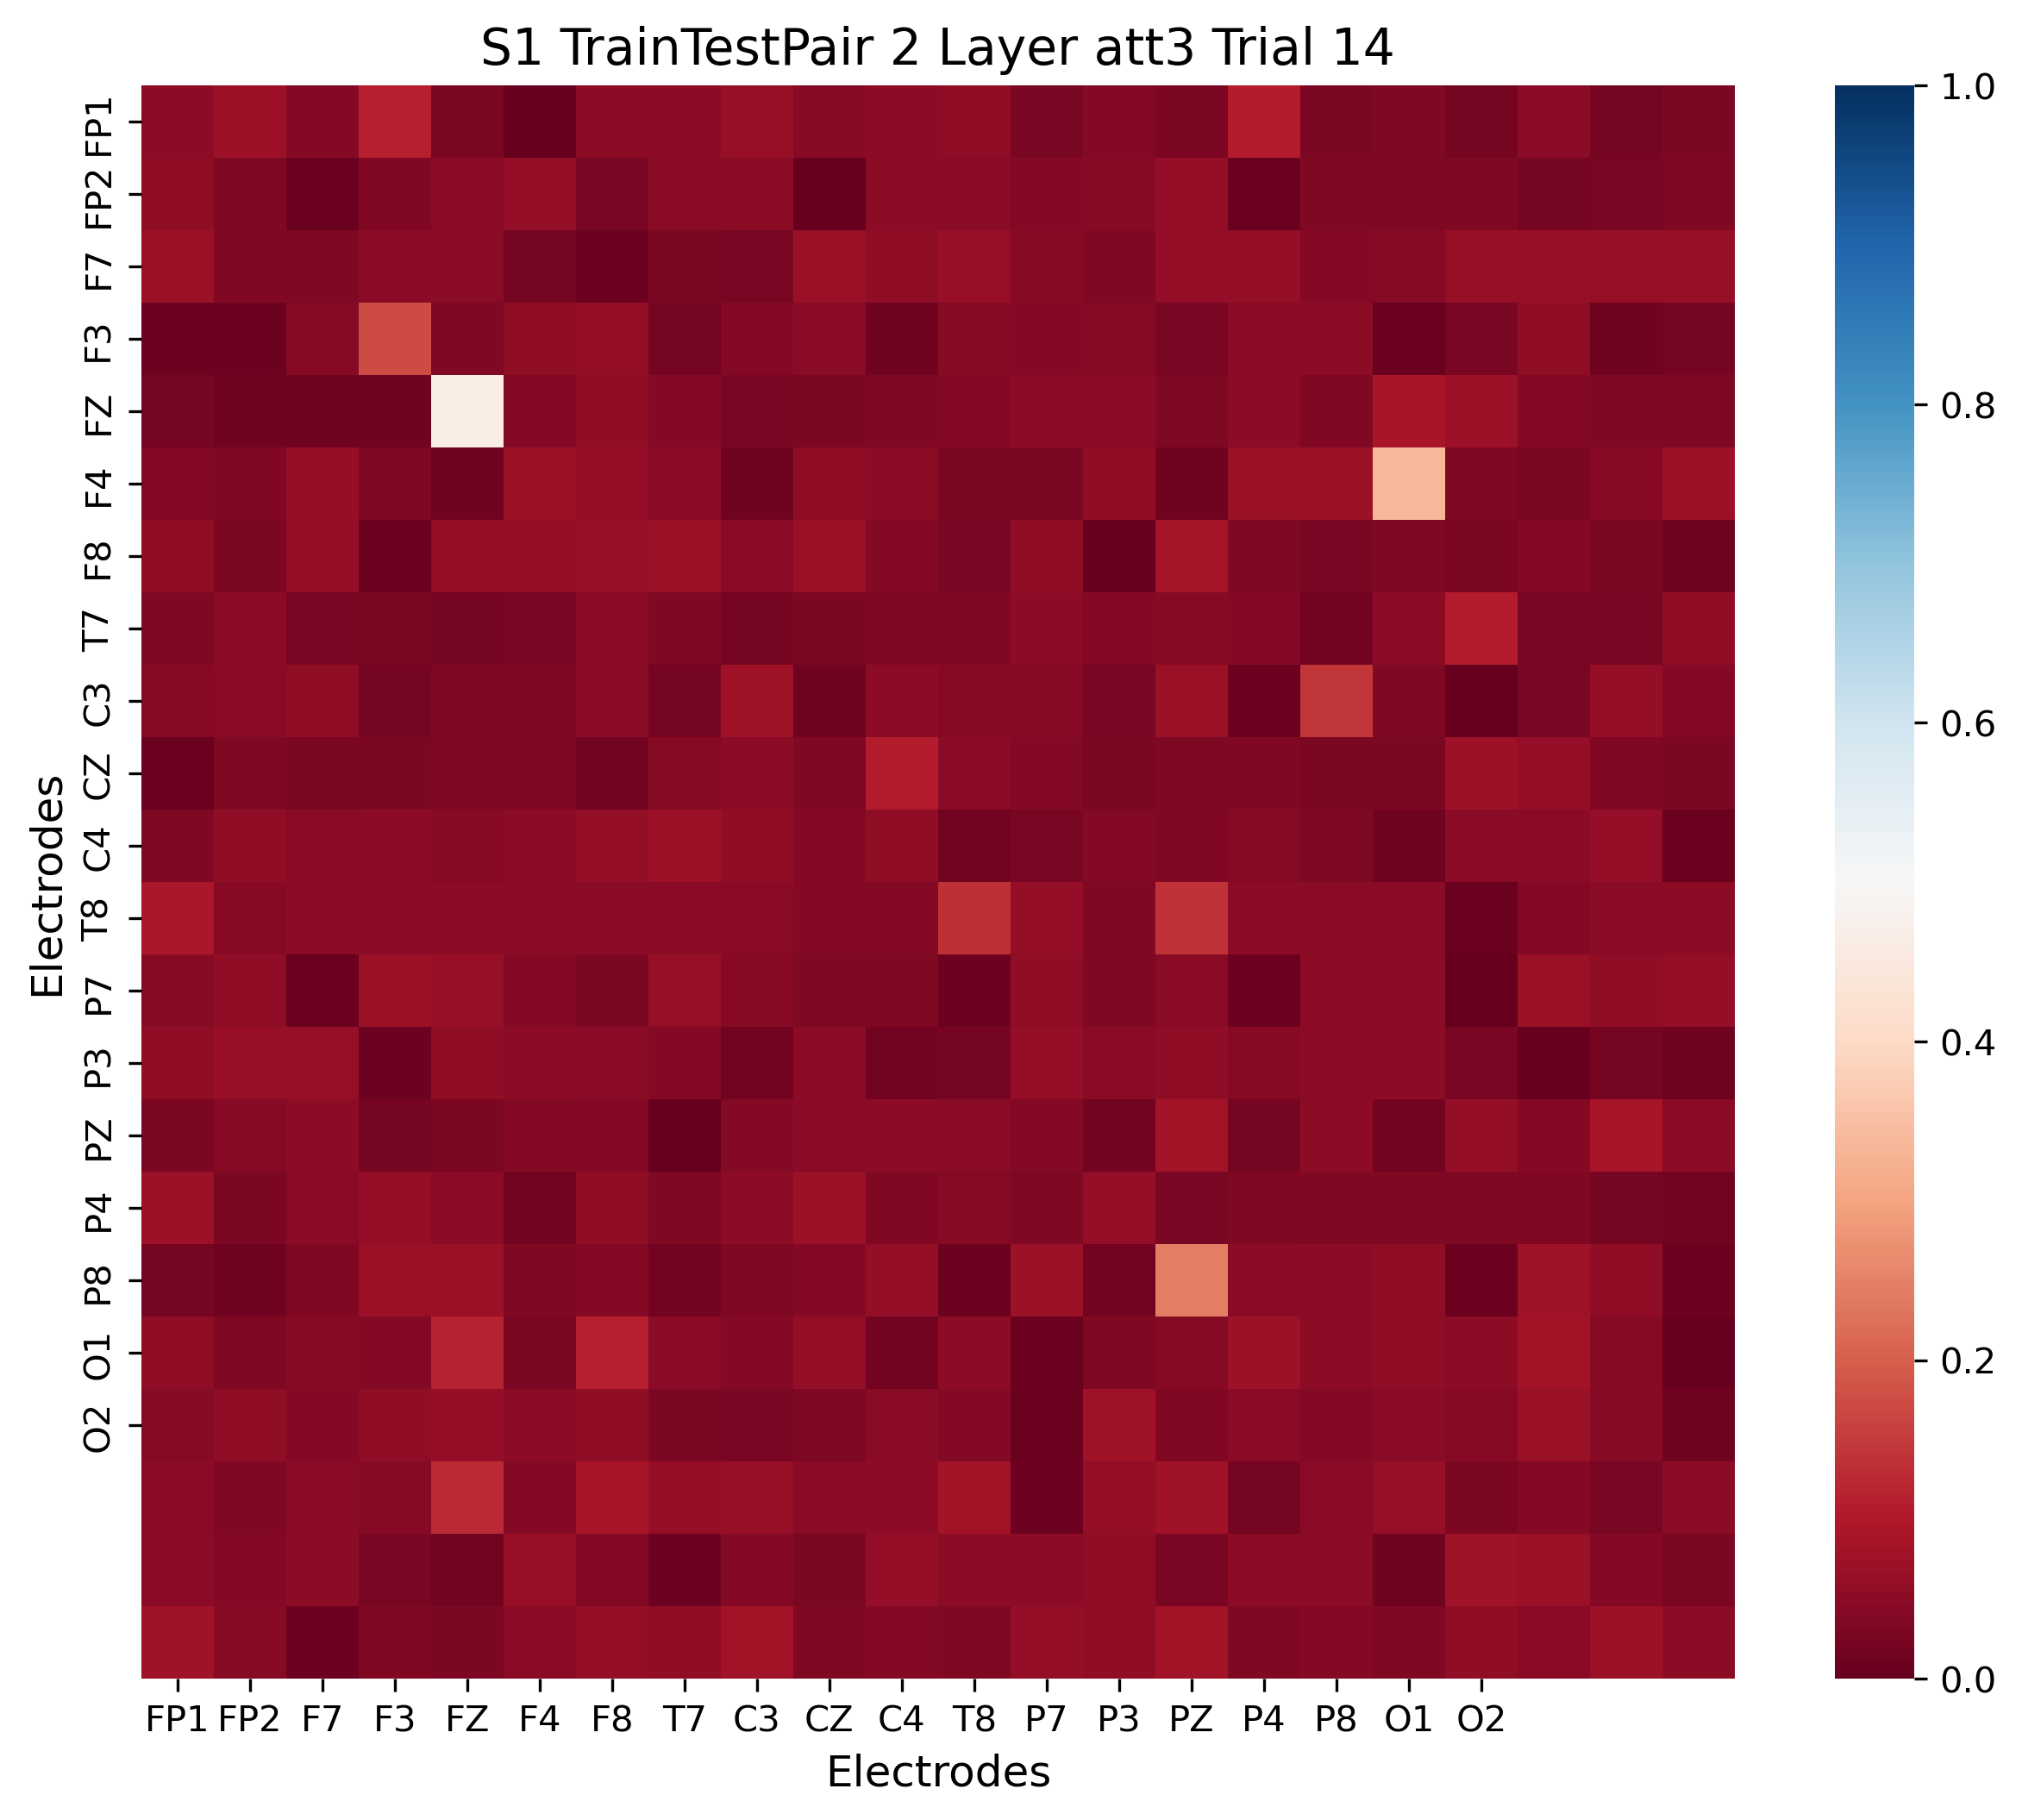 S1 TrainTestPair 2 Layer att3 Trial 14
Electrodes
FP1
FP2
F7
F3
FZ
F4
F8
T7
C3
CZ
C4
T8
P7
P3
PZ
P4
P8
O1
O2
FP1 FP2 F7 F3 FZ F4 F8 T7 C3 CZ C4 T8 P7 P3 PZ P4 P8 O1 O2
Electrodes
1.0
0.8
0.6
0.4
0.2
0.0